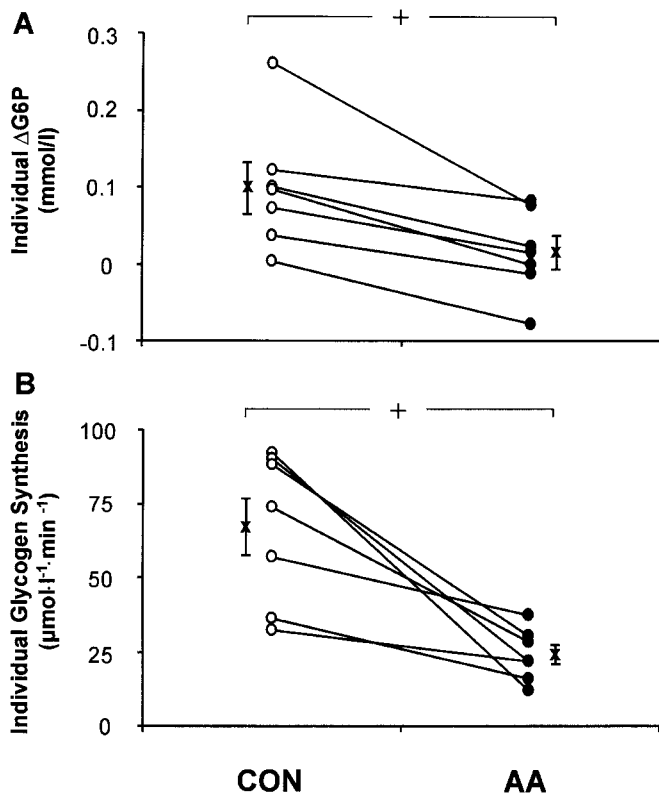 A
+
Individual ΔG6P
(mmol/l)
0.3
0.2
0.1
0
-0.1
B
+
Individual Glycogen Synthesis
(μmol·l⁻¹·min ⁻¹)
100
75
50
25
0
CON AA